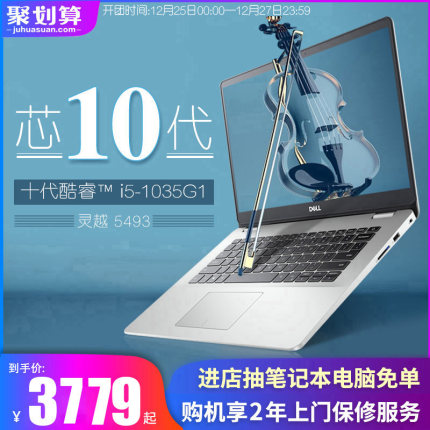 聚划算
juhuasuan.com
开团时间:12月25日00:00—12月27日23:59
芯10代
十代酷睿™ i5-1035G1
灵越 5493
DELL
到手价:
¥3779起
进店抽笔记本电脑免单
购机享2年上门保修服务